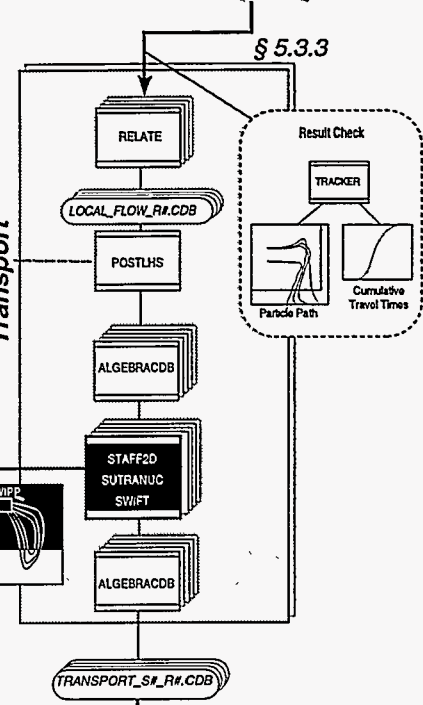 § 5.3.3
Result Check
RELATE
TRACKER
LOCAL_FLOW_R#.CDB
POSTLHS
Particle Path
Cumulative
Travel Times
Transport
ALGEBRACDB
STAFF2D
SUTRANUC
SWIFT
WIPP
ALGEBRACDB
TRANSPORT_S#_R#.CDB